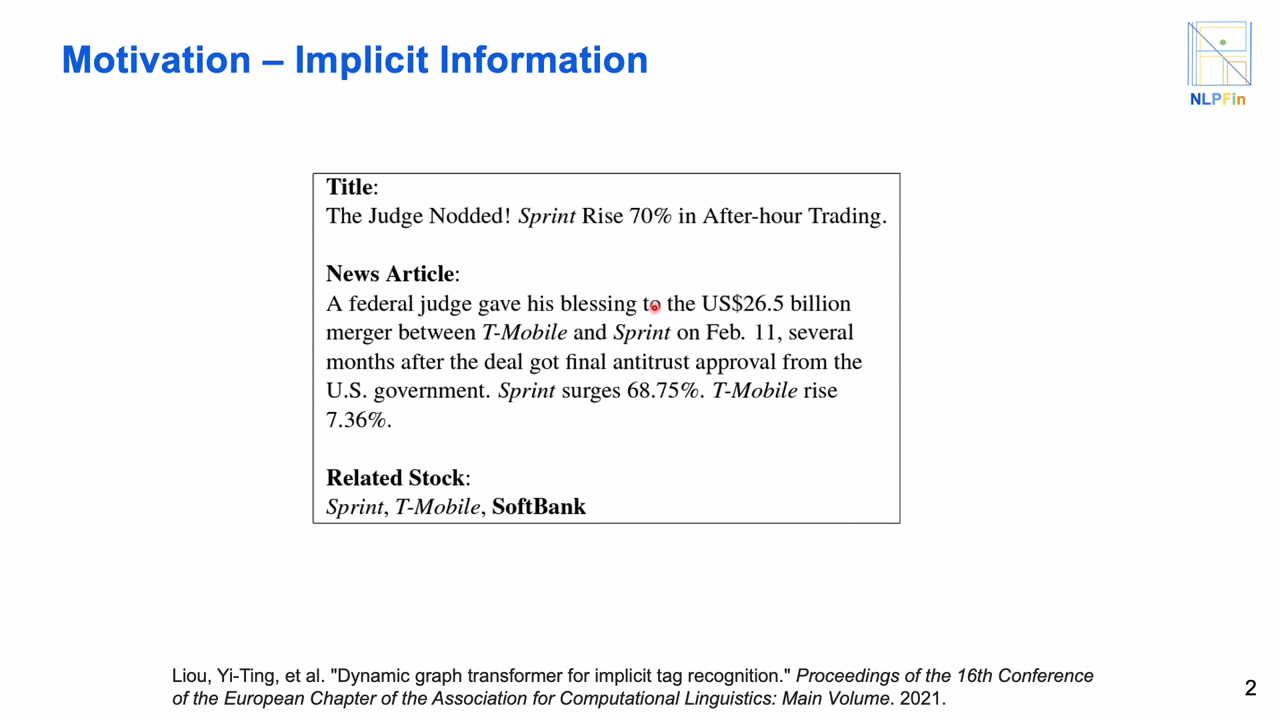 Motivation – Implicit Information
NLPFin
Title:
The Judge Nodded! Sprint Rise 70% in After-hour Trading.
News Article:
A federal judge gave his blessing to the US$26.5 billion
merger between T-Mobile and Sprint on Feb. 11, several
months after the deal got final antitrust approval from the
U.S. government. Sprint surges 68.75%. T-Mobile rise
7.36%.
Related Stock:
Sprint, T-Mobile, SoftBank
Liou, Yi-Ting, et al. "Dynamic graph transformer for implicit tag recognition." Proceedings of the 16th Conference
of the European Chapter of the Association for Computational Linguistics: Main Volume. 2021.
2